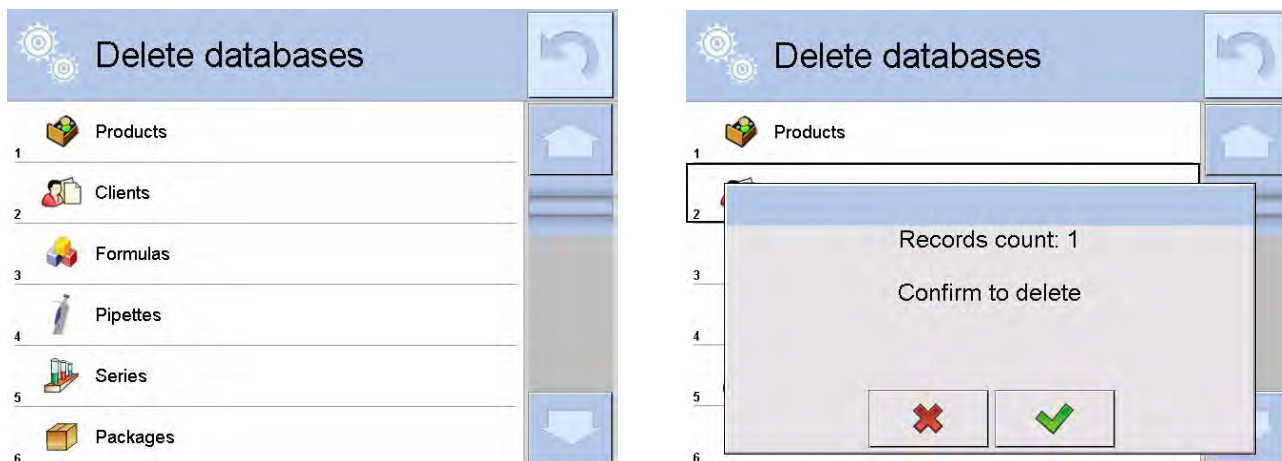 Delete databases
Products
1
Clients
2
Formulas
3
Pipettes
4
Series
5
Packages
6
Delete databases
Products
1
2
Records count: 1
3
Confirm to delete
4
5
6